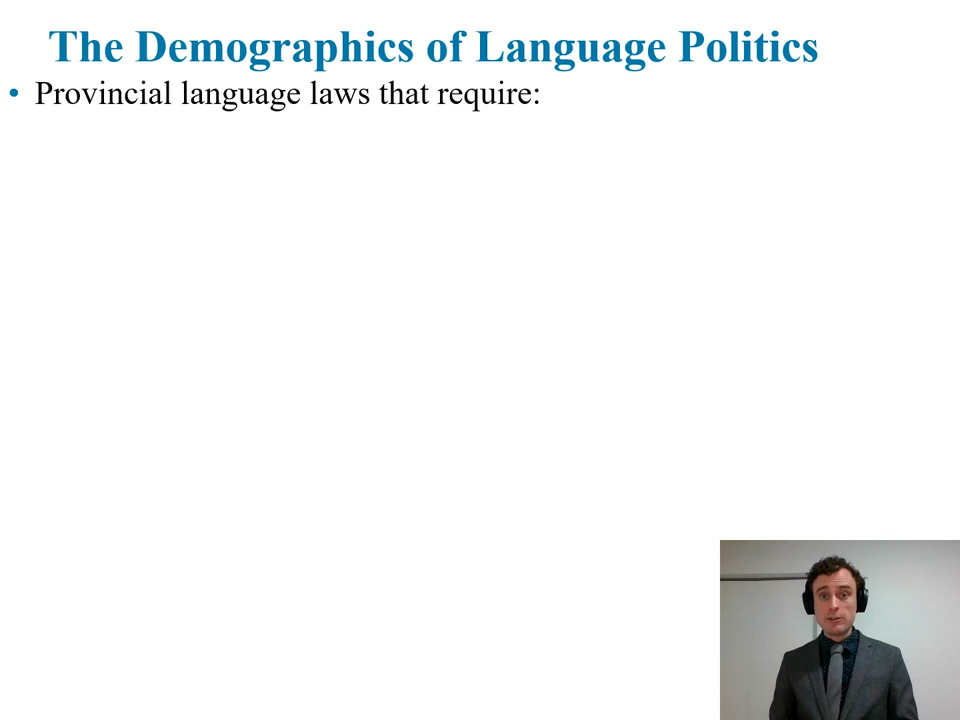 The Demographics of Language Politics
• Provincial language laws that require: